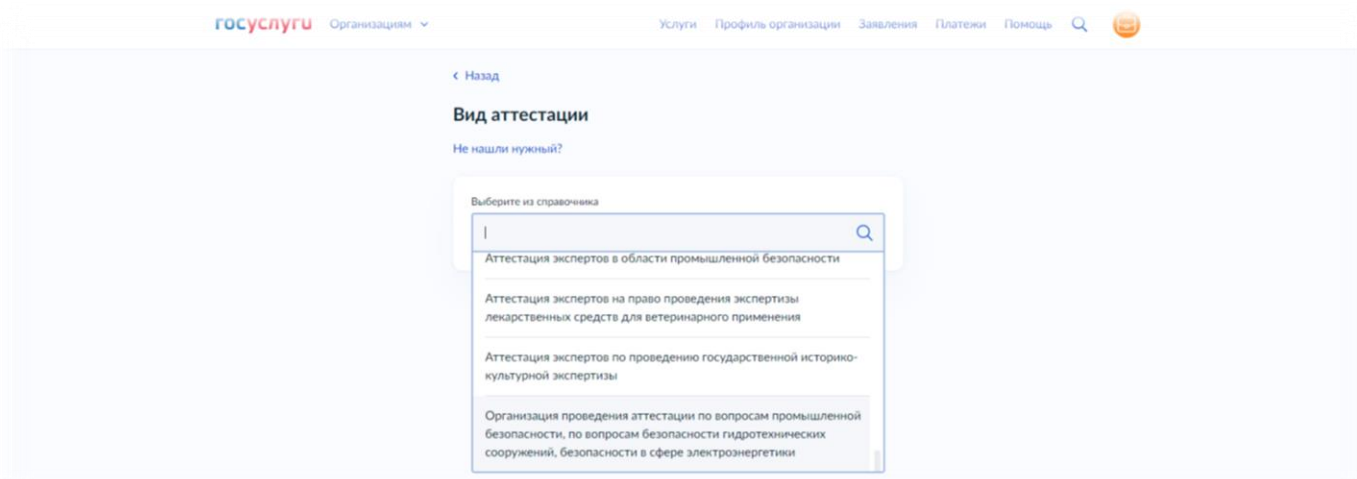 госуслуги Организациям Услуги Профиль организации Заявления Платежи Помощь
Назад
Вид аттестации
Не нашли нужный?
Выберите из справочника
Аттестация экспертов в области промышленной безопасности
Аттестация экспертов на право проведения экспертизы
лекарственных средств для ветеринарного применения
Аттестация экспертов по проведению государственной историко-
культурной экспертизы
Организация проведения аттестации по вопросам промышленной
безопасности, по вопросам безопасности гидротехнических
сооружений, безопасности в сфере электроэнергетики